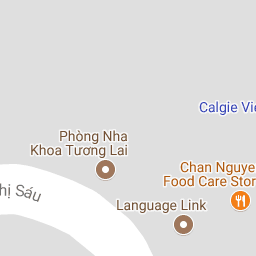 Calgie Vie
Phòng Nha
Khoa Tương Lai
Chan Nguye
Food Care Stor
hị Sáu
Language Link